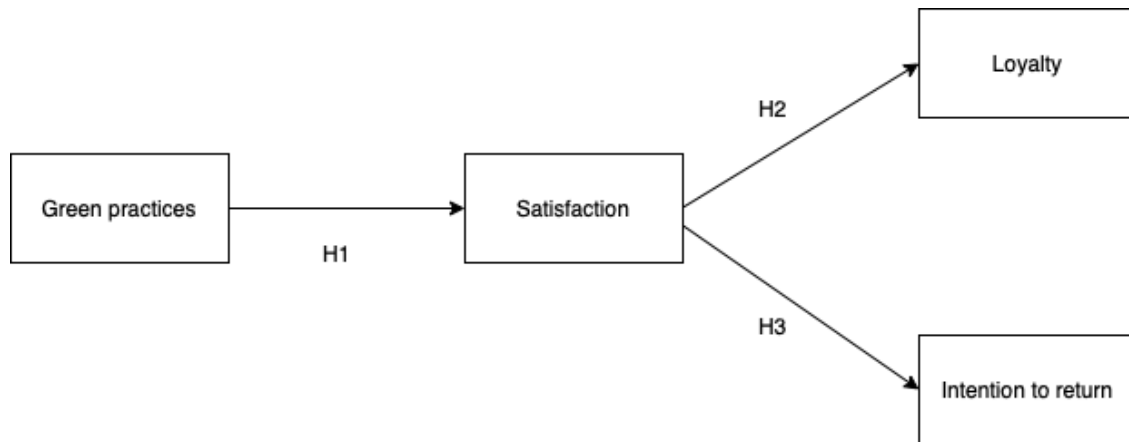 Loyalty
H2
Green practices
Satisfaction
H1
H3
Intention to return